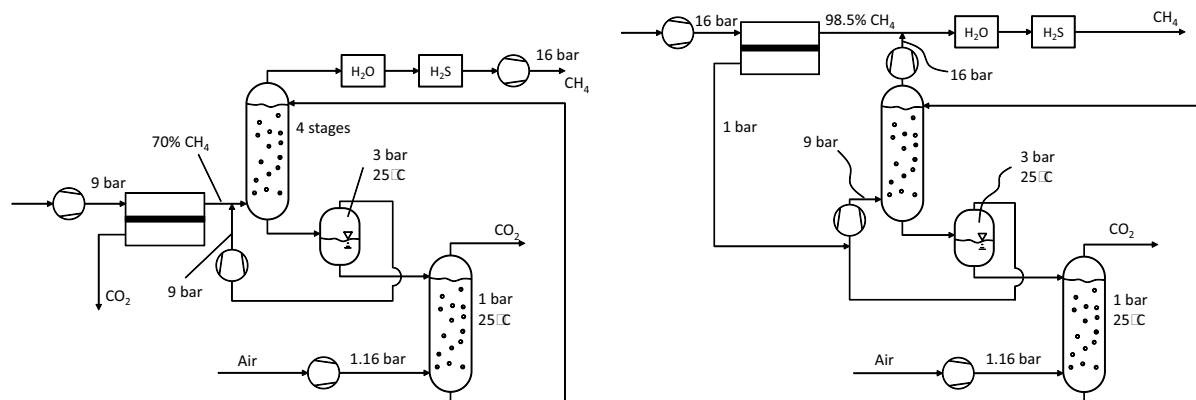 16 bar
CH₄
H₂O
H₂S
4 stages
70% CH₄
3 bar
25□C
9 bar
9 bar
CO₂
CO₂
1 bar
25□C
Air
1.16 bar
16 bar
98.5% CH₄
H₂O
H₂S
CH₄
16 bar
1 bar
9 bar
3 bar
25□C
CO₂
1 bar
25□C
Air
1.16 bar